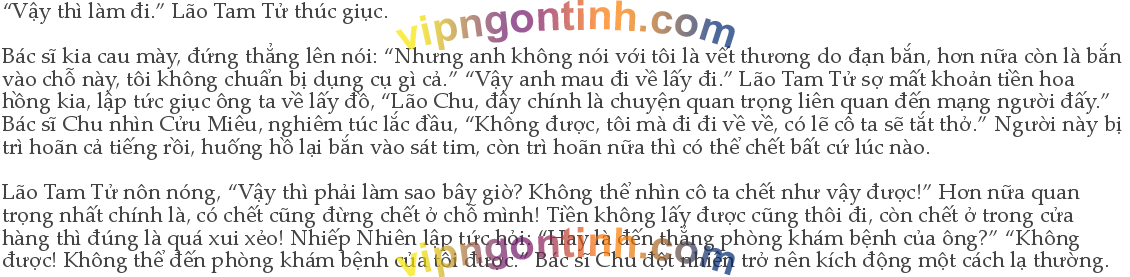 “Vậy thì làm đi.” Lão Tam Tử thúc giục.
vipngontinh.com
Bác sĩ kia cau mày, đứng thẳng lên nói: “Nhưng anh không nói với tôi là vết thương do đạn bắn, hơn nữa còn là bắn
vào chỗ này, tôi không chuẩn bị dụng cụ gì cả.” “Vậy anh mau đi về lấy đi.” Lão Tam Tử sợ mất khoản tiền hoa
hồng kia, lập tức giục ông ta về lấy đồ, “Lão Chu, đây chính là chuyện quan trọng liên quan đến mạng người đấy.”
Bác sĩ Chu nhìn Cửu Miêu, nghiêm túc lắc đầu, “Không được, tôi mà đi đi về về, có lẽ cô ta sẽ tắt thở.” Người này bị
trì hoãn cả tiếng rồi, huống hồ lại bắn vào sát tim, còn trì hoãn nữa thì có thể chết bất cứ lúc nào.
Lão Tam Tử nôn nóng, “Vậy thì phải làm sao bây giờ? Không thể nhìn cô ta chết như vậy được!” Hơn nữa quan
trọng nhất chính là, có chết cũng đừng chết ở chỗ mình! Tiền không lấy được cũng thôi đi, còn chết ở trong cửa
hàng thì đúng là quá xui xẻo! Nhiếp Nhiên lập tức hỏi: “Hay là đến thẳng phòng khám bệnh của ông?” “Không
được! Không thể đến phòng khám bệnh của tôi được.” Bác sĩ Chu đột nhiên trở nên kích động một cách lạ thường.
vipngontinh.com